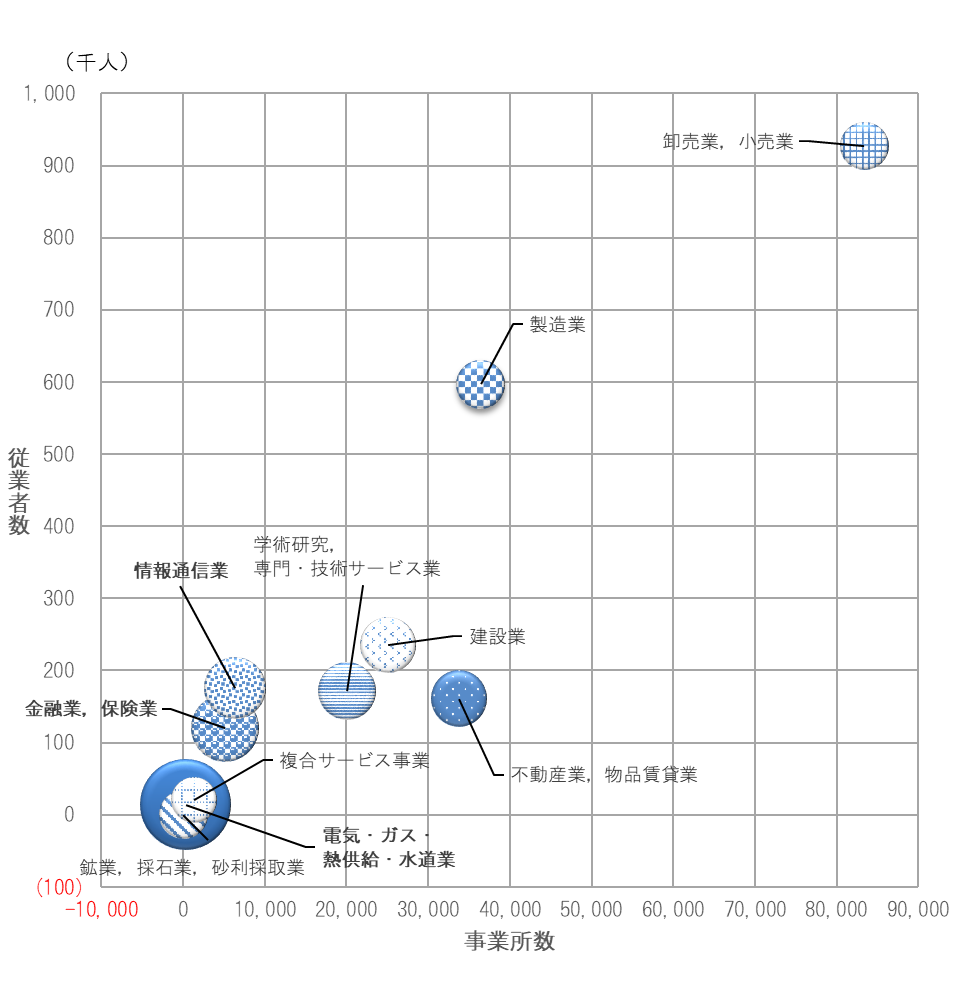 （千人）
1,000
900
800
700
600
500
400
300
200
100
0
(100)
従業者数
卸売業，小売業
製造業
学術研究，
専門・技術サービス業
情報通信業
建設業
金融業，保険業
複合サービス事業
不動産業，物品賃貸業
電気・ガス・
熱供給・水道業
鉱業，採石業，砂利採取業
-10,000 0 10,000 20,000 30,000 40,000 50,000 60,000 70,000 80,000 90,000
事業所数